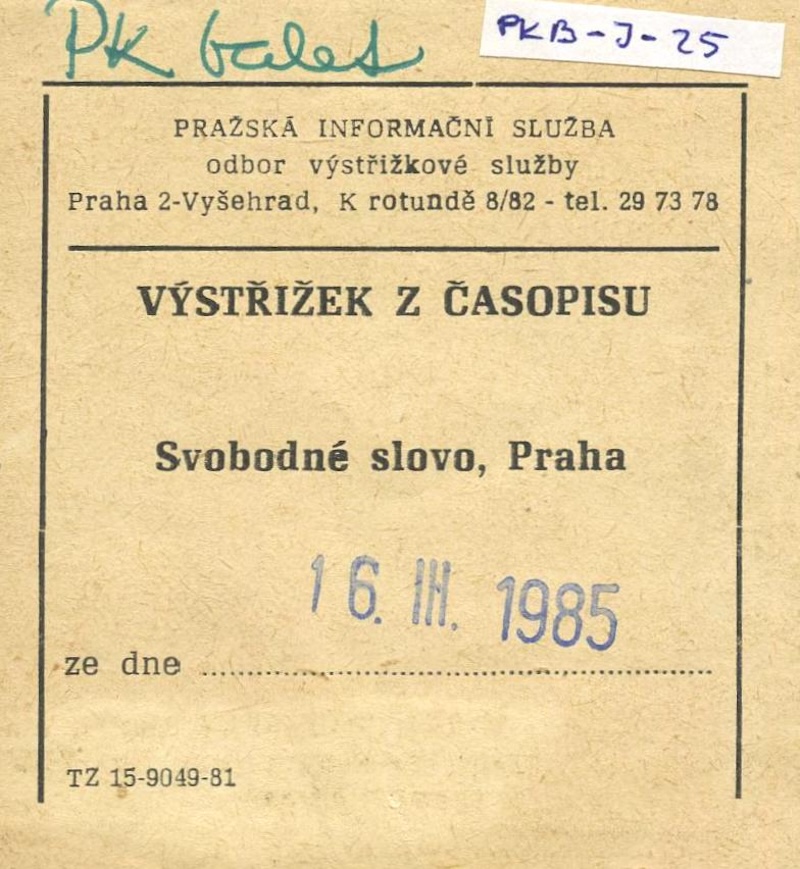 PK balet
PKB-J-25
PRAŽSKÁ INFORMAČNÍ SLUŽBA
odbor výstřižkové služby
Praha 2-Vyšehrad, K rotundě 8/82 - tel. 29 73 78
VÝSTŘIŽEK Z ČASOPISU
Svobodné slovo, Praha
16. III. 1985
ze dne
TZ 15-9049-81